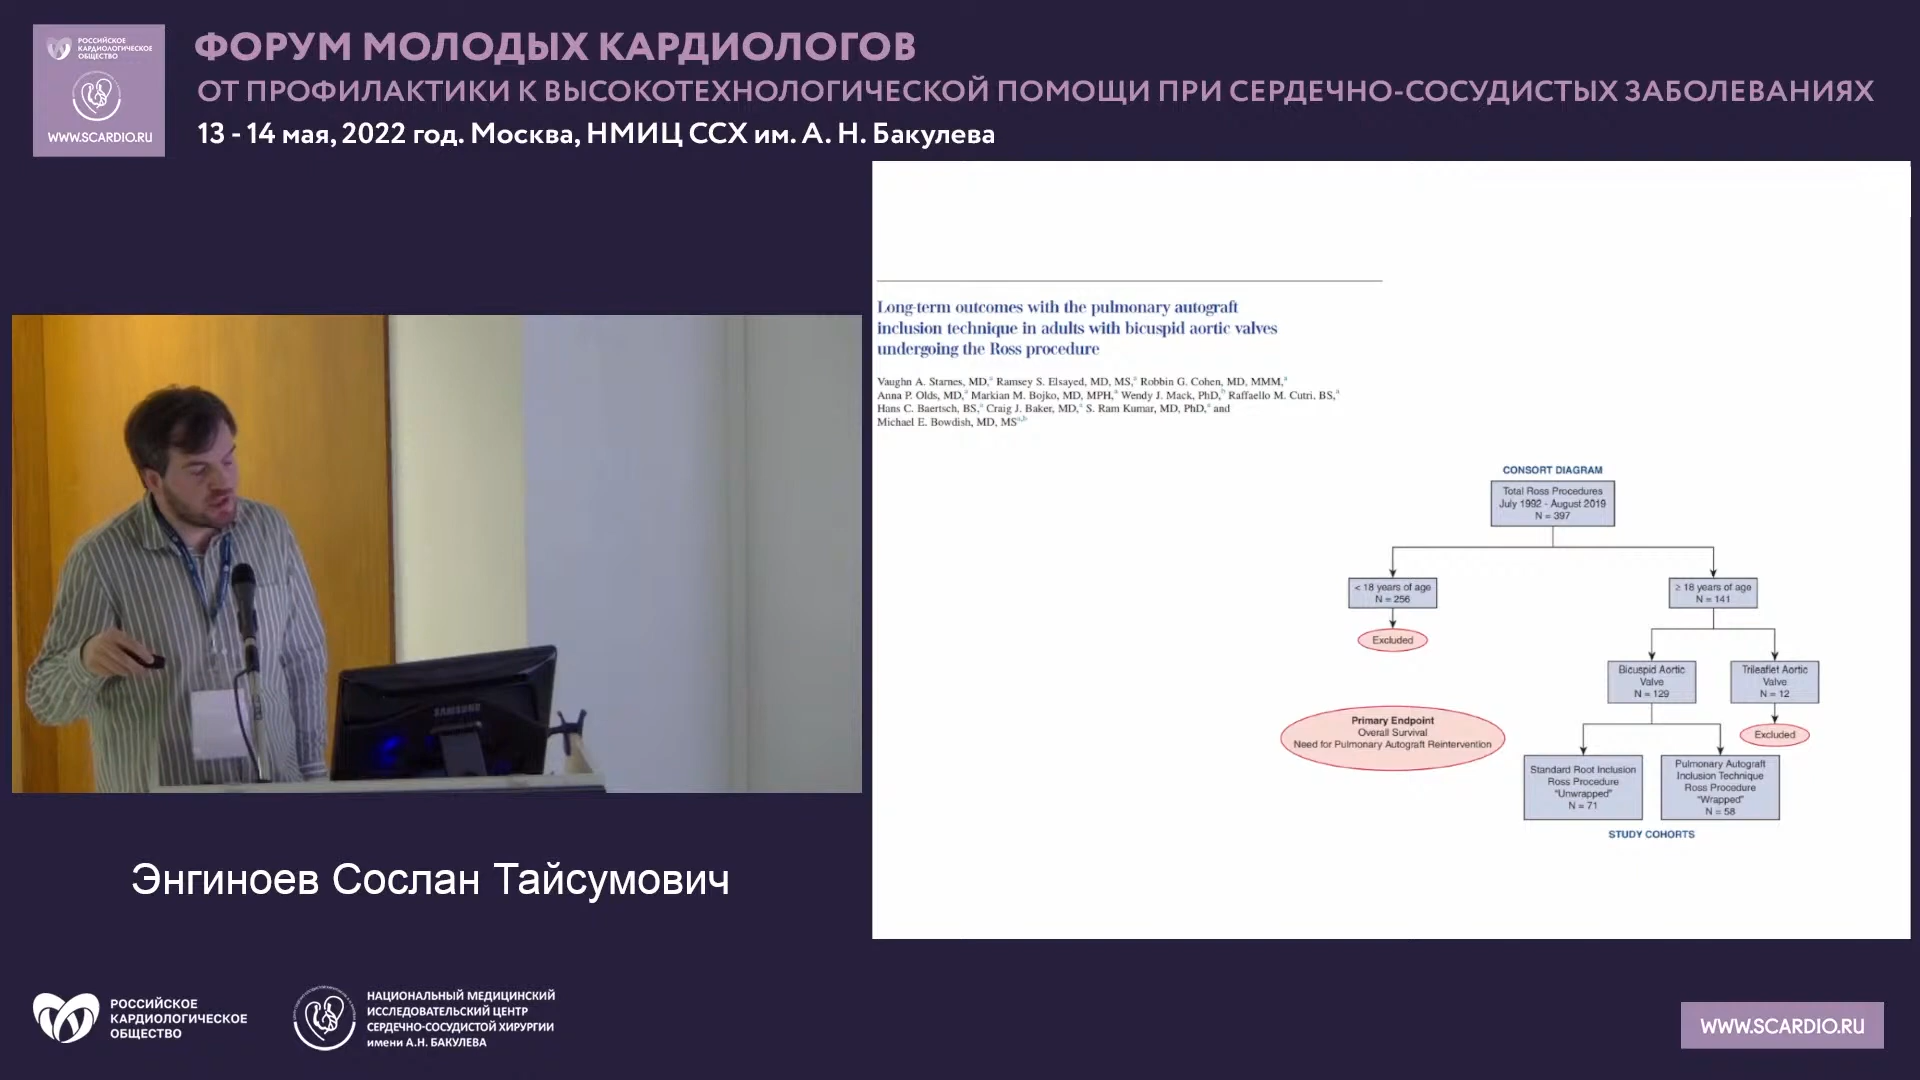 РОССИЙСКОЕ
КАРДИОЛОГИЧЕСКОЕ
ОБЩЕСТВО
WWW.SCARDIO.RU
ФОРУМ МОЛОДЫХ КАРДИОЛОГОВ
ОТ ПРОФИЛАКТИКИ К ВЫСОКОТЕХНОЛОГИЧЕСКОЙ ПОМОЩИ ПРИ СЕРДЕЧНО-СОСУДИСТЫХ ЗАБОЛЕВАНИЯХ
13 - 14 мая, 2022 год. Москва, НМИЦ ССХ им. А. Н. Бакулева
Long-term outcomes with the pulmonary autograft
inclusion technique in adults with bicuspid aortic valves
undergoing the Ross procedure
Vaughn A. Starnes, MD,a Ramsey S. Elsayed, MD, MS,a Robbin G. Cohen, MD, MMM,a
Anna P. Olds, MD,a Markian M. Bojko, MD, MPH,a Wendy J. Mack, PhD,b Raffaello M. Cutri, BS,a
Hans C. Baertsch, BS,a Craig J. Baker, MD,a S. Ram Kumar, MD, PhD,a and
Michael E. Bowdish, MD, MSa,b
CONSORT DIAGRAM
Total Ross Procedures
July 1992 - August 2019
N = 397
< 18 years of age
N = 256
Excluded
≥ 18 years of age
N = 141
Bicuspid Aortic
Valve
N = 129
Trileaflet Aortic
Valve
N = 12
Excluded
Primary Endpoint
Overall Survival
Need for Pulmonary Autograft Reintervention
Standard Root Inclusion
Ross Procedure
"Unwrapped"
N = 71
Pulmonary Autograft
Inclusion Technique
Ross Procedure
"Wrapped"
N = 58
STUDY COHORTS
SAMSUNG
Энгиноев Сослан Тайсумович
РОССИЙСКОЕ
КАРДИОЛОГИЧЕСКОЕ
ОБЩЕСТВО
НАЦИОНАЛЬНЫЙ МЕДИЦИНСКИЙ
ИССЛЕДОВАТЕЛЬСКИЙ ЦЕНТР
СЕРДЕЧНО-СОСУДИСТОЙ ХИРУРГИИ
имени А.Н. БАКУЛЕВА
WWW.SCARDIO.RU